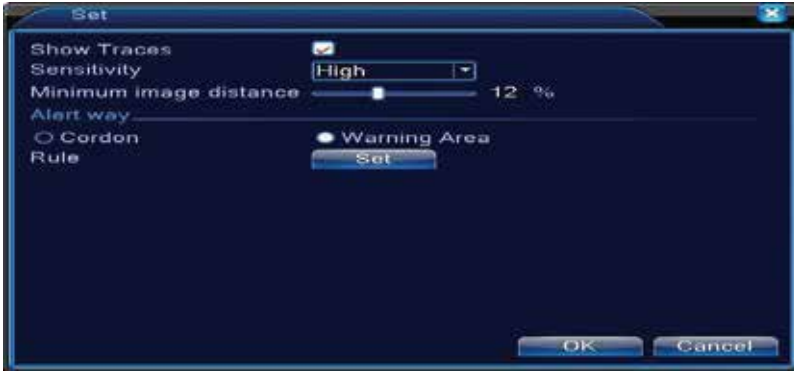 Set
Show Traces
Sensitivity High
Minimum image distance 12 %
Alert way
Cordon Warning Area
Rule Set
OK Cancel